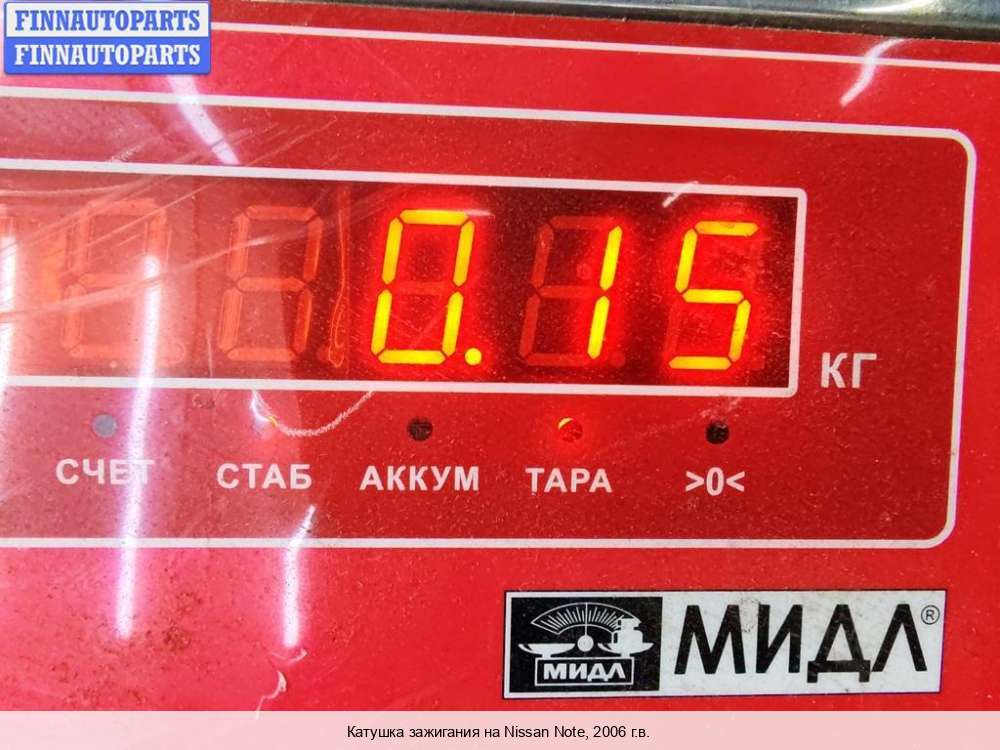 FINNAUTOPARTS
FINNAUTOPARTS
0.15
КГ
СЧЕТ СТАБ АККУМ ТАРА >0<
МИДЛ МИДЛ®
Катушка зажигания на Nissan Note, 2006 г.в.